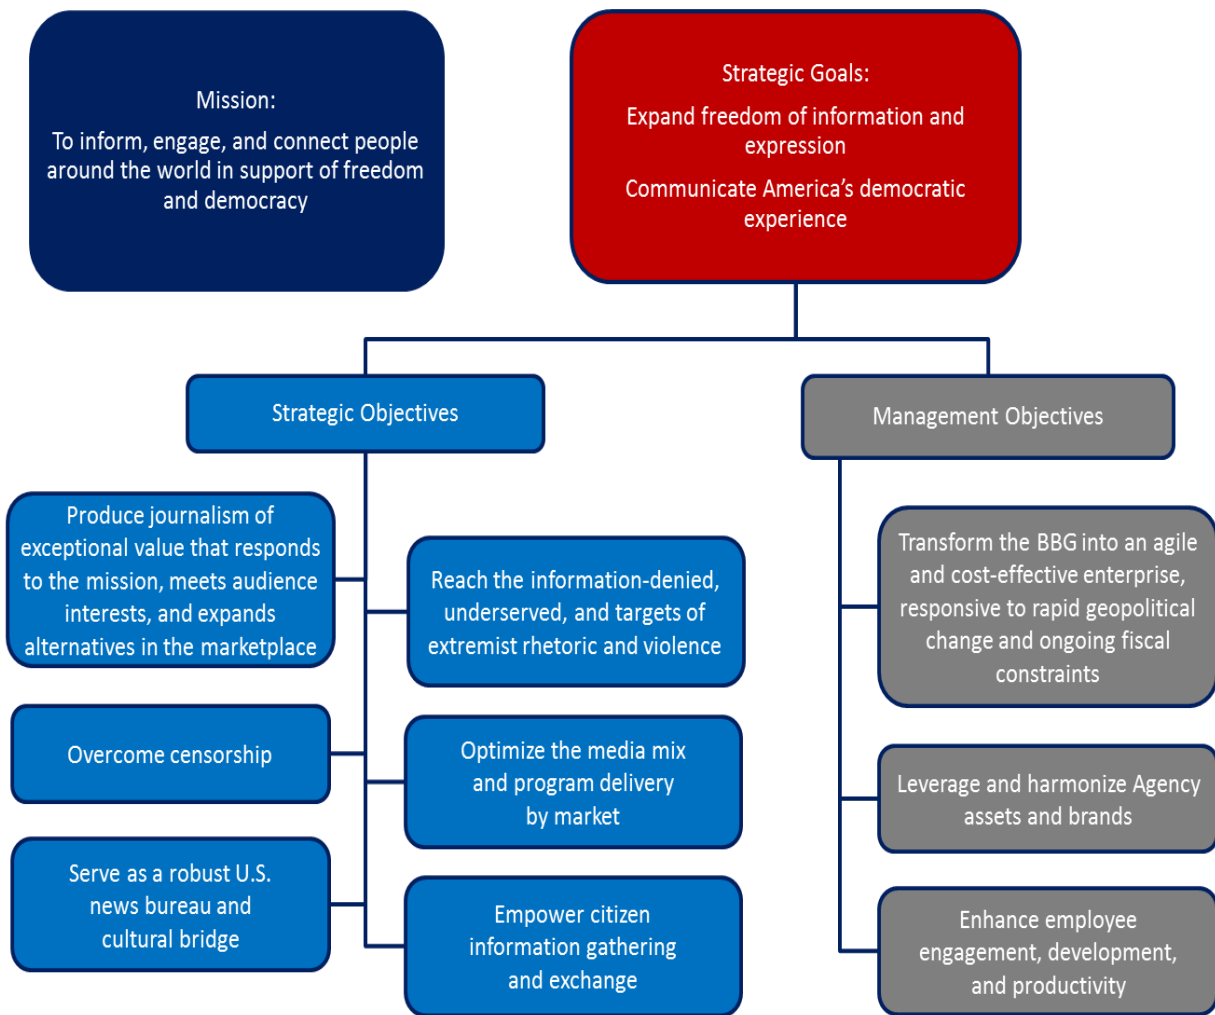 Mission:
To inform, engage, and connect people
around the world in support of freedom
and democracy
Strategic Goals:
Expand freedom of information and
expression
Communicate America’s democratic
experience
Strategic Objectives
Management Objectives
Produce journalism of
exceptional value that responds
to the mission, meets audience
interests, and expands
alternatives in the marketplace
Reach the information-denied,
underserved, and targets of
extremist rhetoric and violence
Overcome censorship
Optimize the media mix
and program delivery
by market
Serve as a robust U.S.
news bureau and
cultural bridge
Empower citizen
information gathering
and exchange
Transform the BBG into an agile
and cost-effective enterprise,
responsive to rapid geopolitical
change and ongoing fiscal
constraints
Leverage and harmonize Agency
assets and brands
Enhance employee
engagement, development,
and productivity